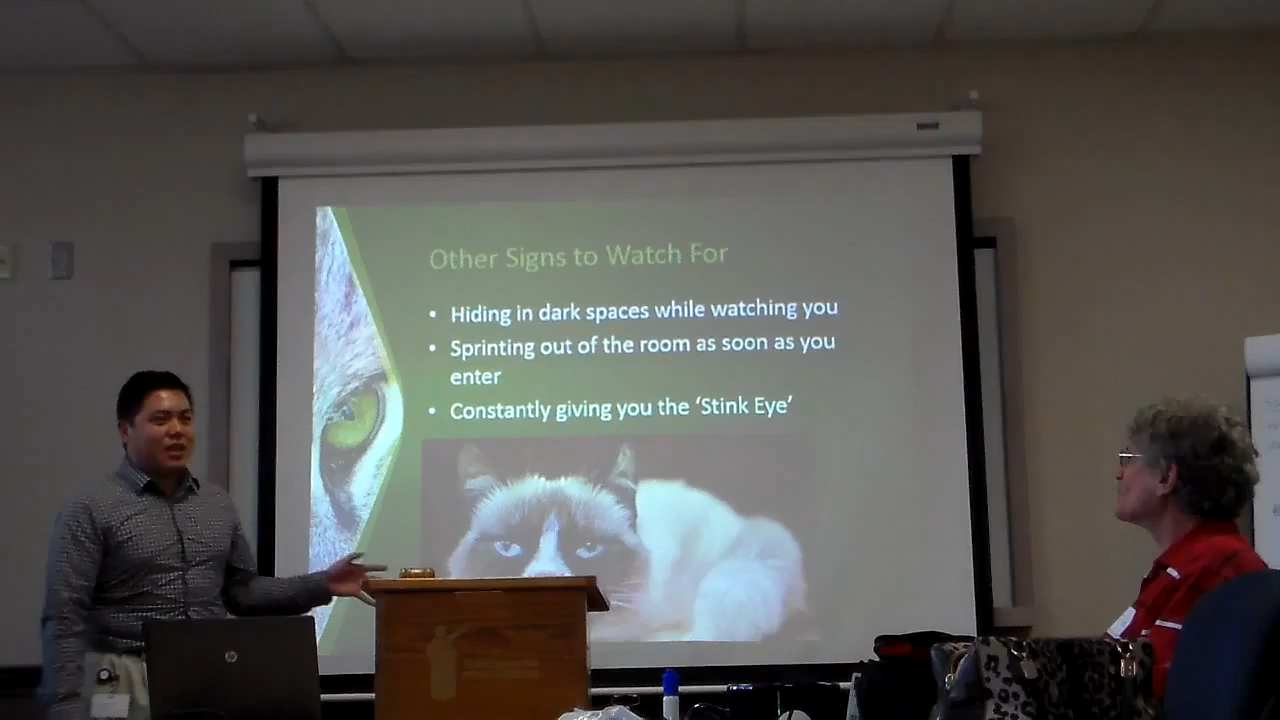 Other Signs to Watch For
• Hiding in dark spaces while watching you
• Sprinting out of the room as soon as you
enter
• Constantly giving you the ‘Stink Eye’
hp